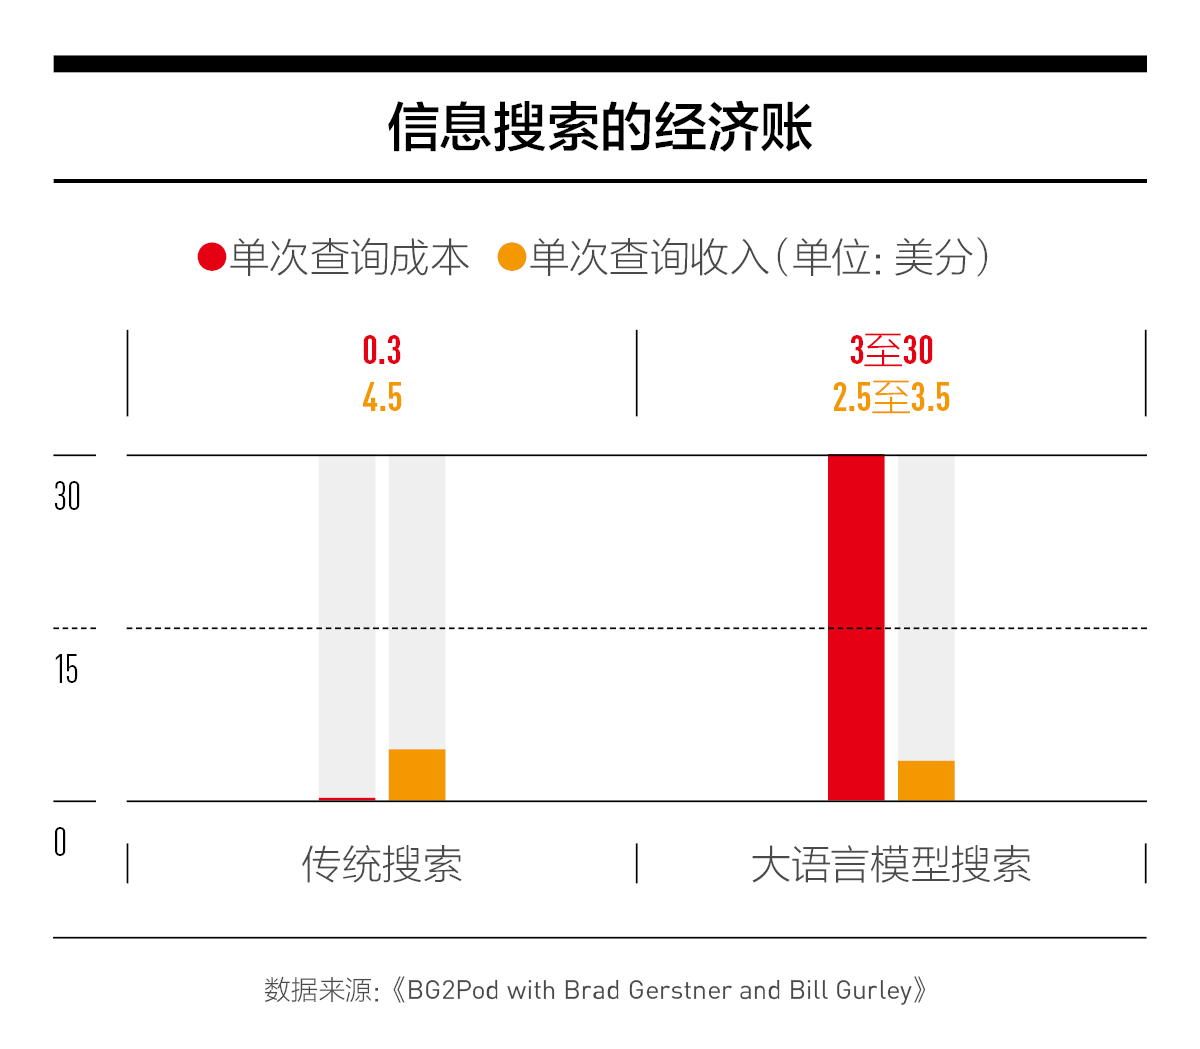 信息搜索的经济账
单次查询成本 单次查询收入（单位：美分）
0.3 3至30
4.5 2.5至3.5
30
15
0
传统搜索 大语言模型搜索
数据来源：《BG2Pod with Brad Gerstner and Bill Gurley》